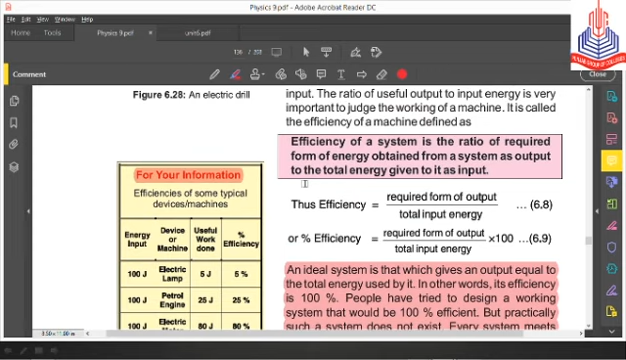 Physics 9.pdf - Adobe Acrobat Reader DC
File Edit View Window Help
Home Tools Physics 9.pdf × unit6.pdf
Comment
Close
Figure 6.28: An electric drill
input. The ratio of useful output to input energy is very
important to judge the working of a machine. It is called
the efficiency of a machine defined as
Efficiency of a system is the ratio of required
form of energy obtained from a system as output
to the total energy given to it as input.
Thus Efficiency = required form of output
total input energy
... (6.8)
or % Efficiency = required form of output
total input energy
×100 ...(6.9)
An ideal system is that which gives an output equal to
the total energy used by it. In other words, its efficiency
is 100 %. People have tried to design a working
system that would be 100 % efficient. But practically
such a system does not exist. Every system meets
For Your Information
Efficiencies of some typical
devices/machines
Energy Input Device or Machine Useful Work done % Efficiency
100 J Electric Lamp 5 J 5 %
100 J Petrol Engine 25 J 25 %
100 J Electric 80 J 80 %